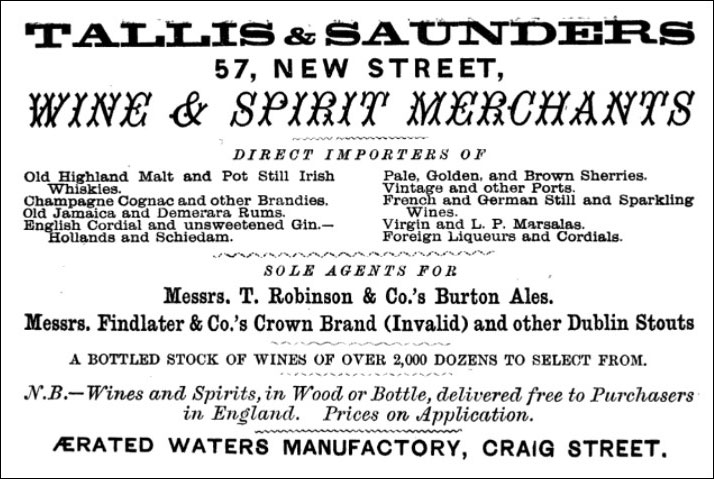 TALLIS & SAUNDERS
57, NEW STREET,
WINE & SPIRIT MERCHANTS
DIRECT IMPORTERS OF
Old Highland Malt and Pot Still Irish
Whiskies.
Champagne Cognac and other Brandies.
Old Jamaica and Demerara Rums.
English Cordial and unsweetened Gin.—
Hollands and Schiedam.
Pale, Golden, and Brown Sherries.
Vintage and other Ports.
French and German Still and Sparkling
Wines.
Virgin and L. P. Marsalas.
Foreign Liqueurs and Cordials.
SOLE AGENTS FOR
Messrs. T. Robinson & Co.'s Burton Ales.
Messrs. Findlater & Co.'s Crown Brand (Invalid) and other Dublin Stouts
A BOTTLED STOCK OF WINES OF OVER 2,000 DOZENS TO SELECT FROM.
N.B.—Wines and Spirits, in Wood or Bottle, delivered free to Purchasers
in England. Prices on Application.
ÆRATED WATERS MANUFACTORY, CRAIG STREET.